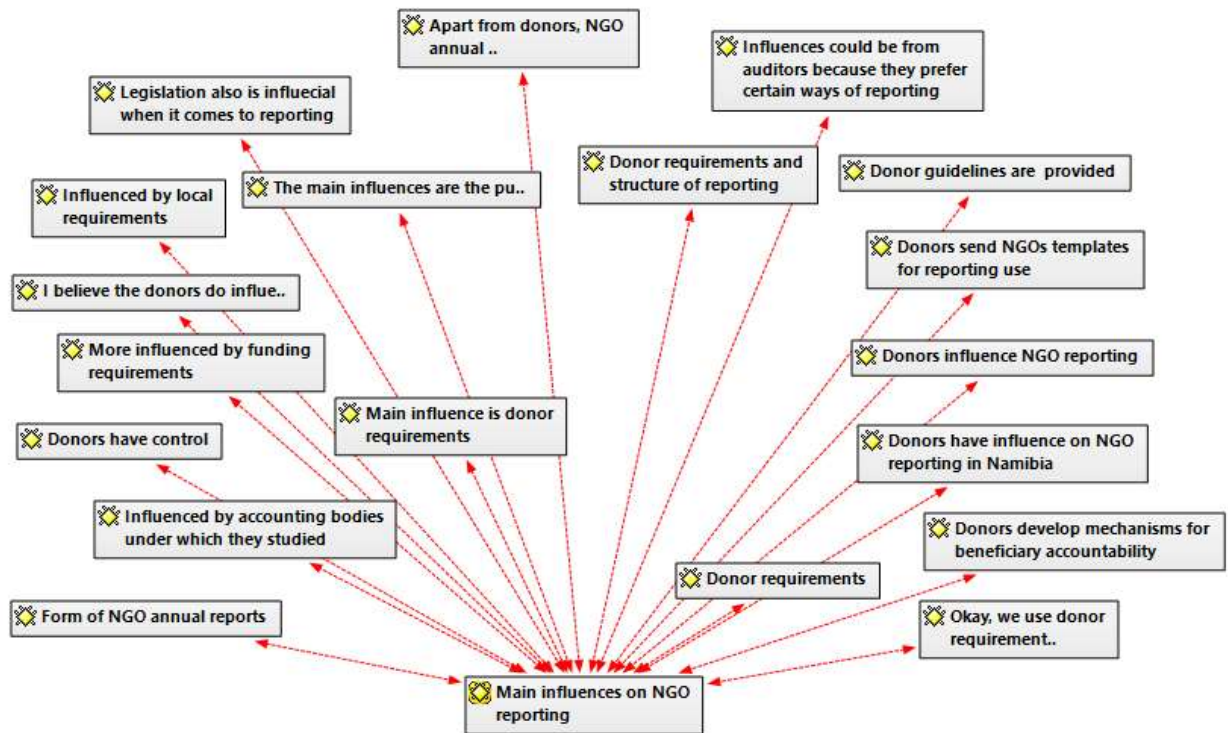 Apart from donors, NGO
annual ..
Influences could be from
auditors because they prefer
certain ways of reporting
Legislation also is influecial
when it comes to reporting
Donor requirements and
structure of reporting
Donor guidelines are provided
The main influences are the pu..
Influenced by local
requirements
Donors send NGOs templates
for reporting use
I believe the donors do influe..
More influenced by funding
requirements
Donors influence NGO reporting
Main influence is donor
requirements
Donors have control
Donors have influence on NGO
reporting in Namibia
Influenced by accounting bodies
under which they studied
Donors develop mechanisms for
beneficiary accountability
Donor requirements
Form of NGO annual reports
Okay, we use donor
requirement..
Main influences on NGO
reporting